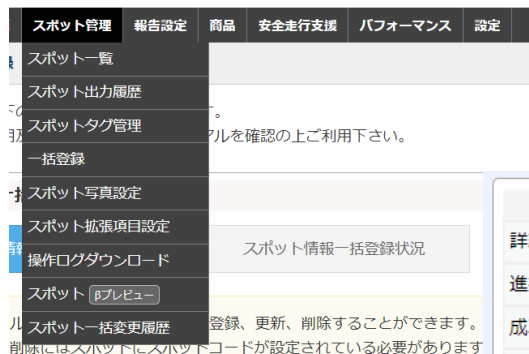 スポット管理 報告設定 商品 安全走行支援 パフォーマンス 設定
スポット一覧
スポット出力履歴
す。
スポットタグ管理
アルを確認の上ご利用下さい。
一括登録
スポット写真設定
スポット拡張項目設定
スポット情報一括登録状況
操作ログダウンロード
スポット βプレビュー
スポット一括変更履歴
登録、更新、削除することができます。
削除にはスポットにスポットコードが設定されている必要があります
詳
進
成